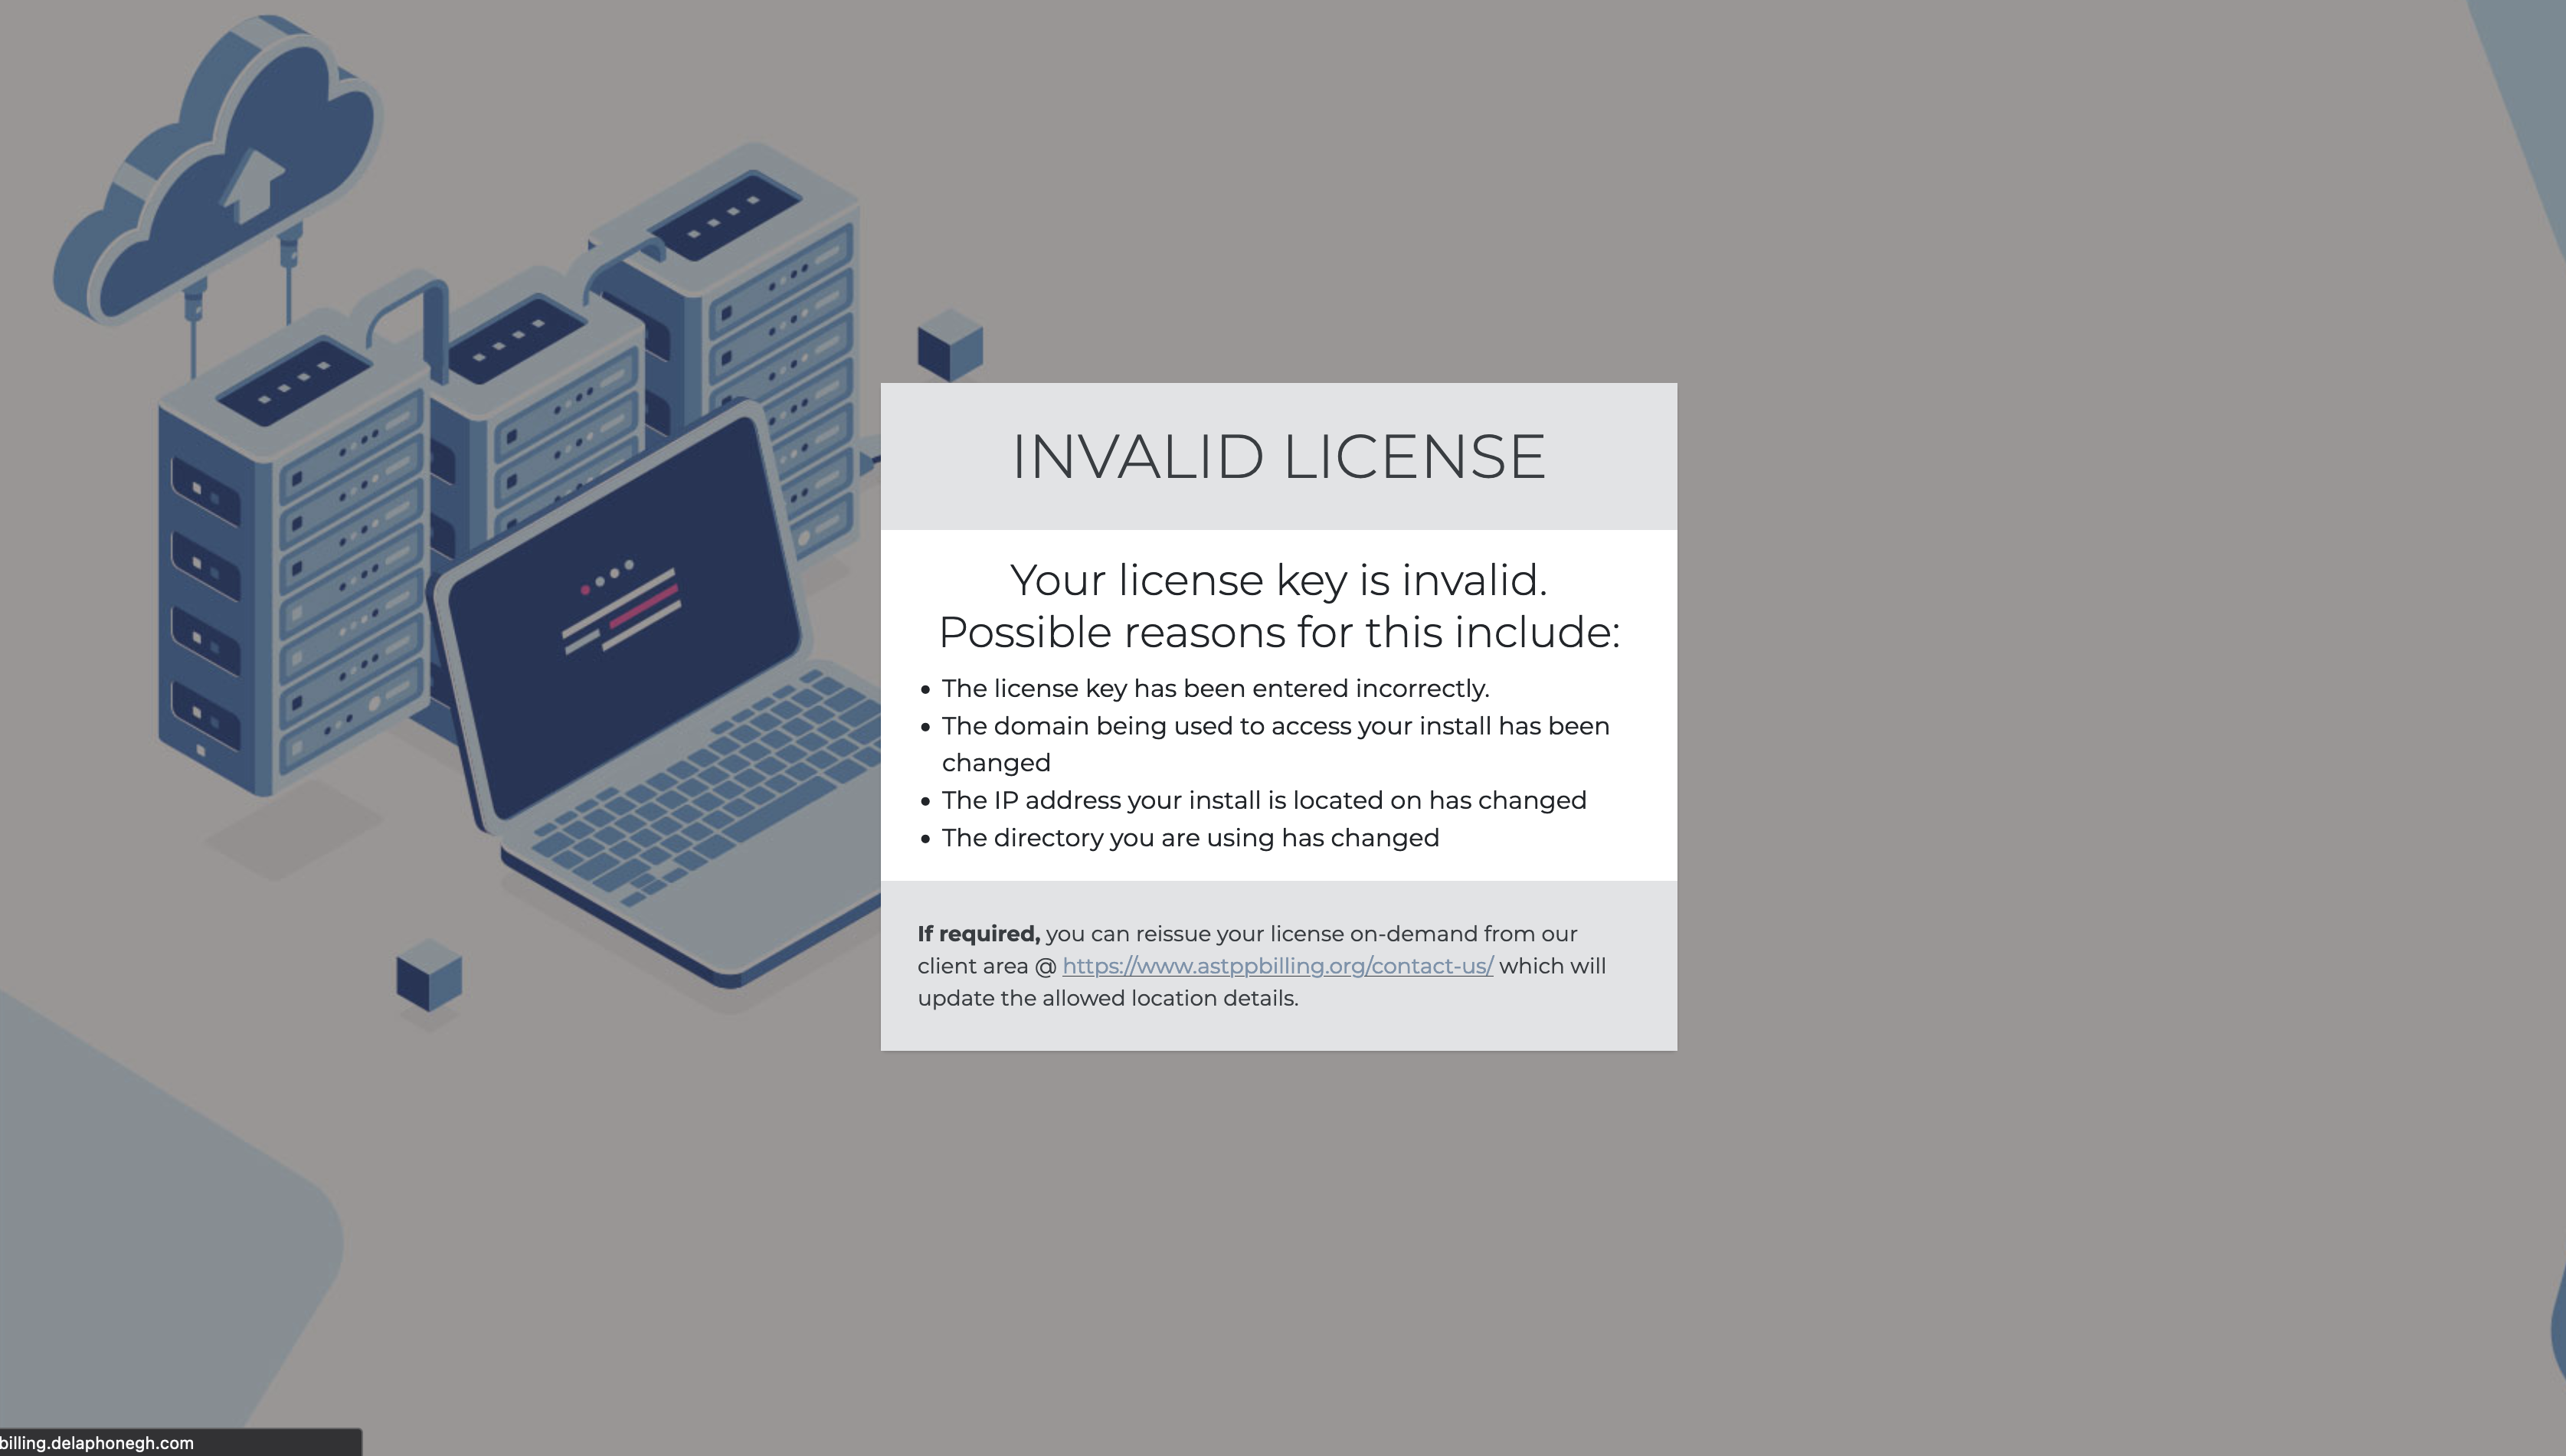 INVALID LICENSE
Your license key is invalid.
Possible reasons for this include:
• The license key has been entered incorrectly.
• The domain being used to access your install has been
changed
• The IP address your install is located on has changed
• The directory you are using has changed
If required, you can reissue your license on-demand from our
client area @ https://www.astppbilling.org/contact-us/ which will
update the allowed location details.
billing.delaphonegh.com